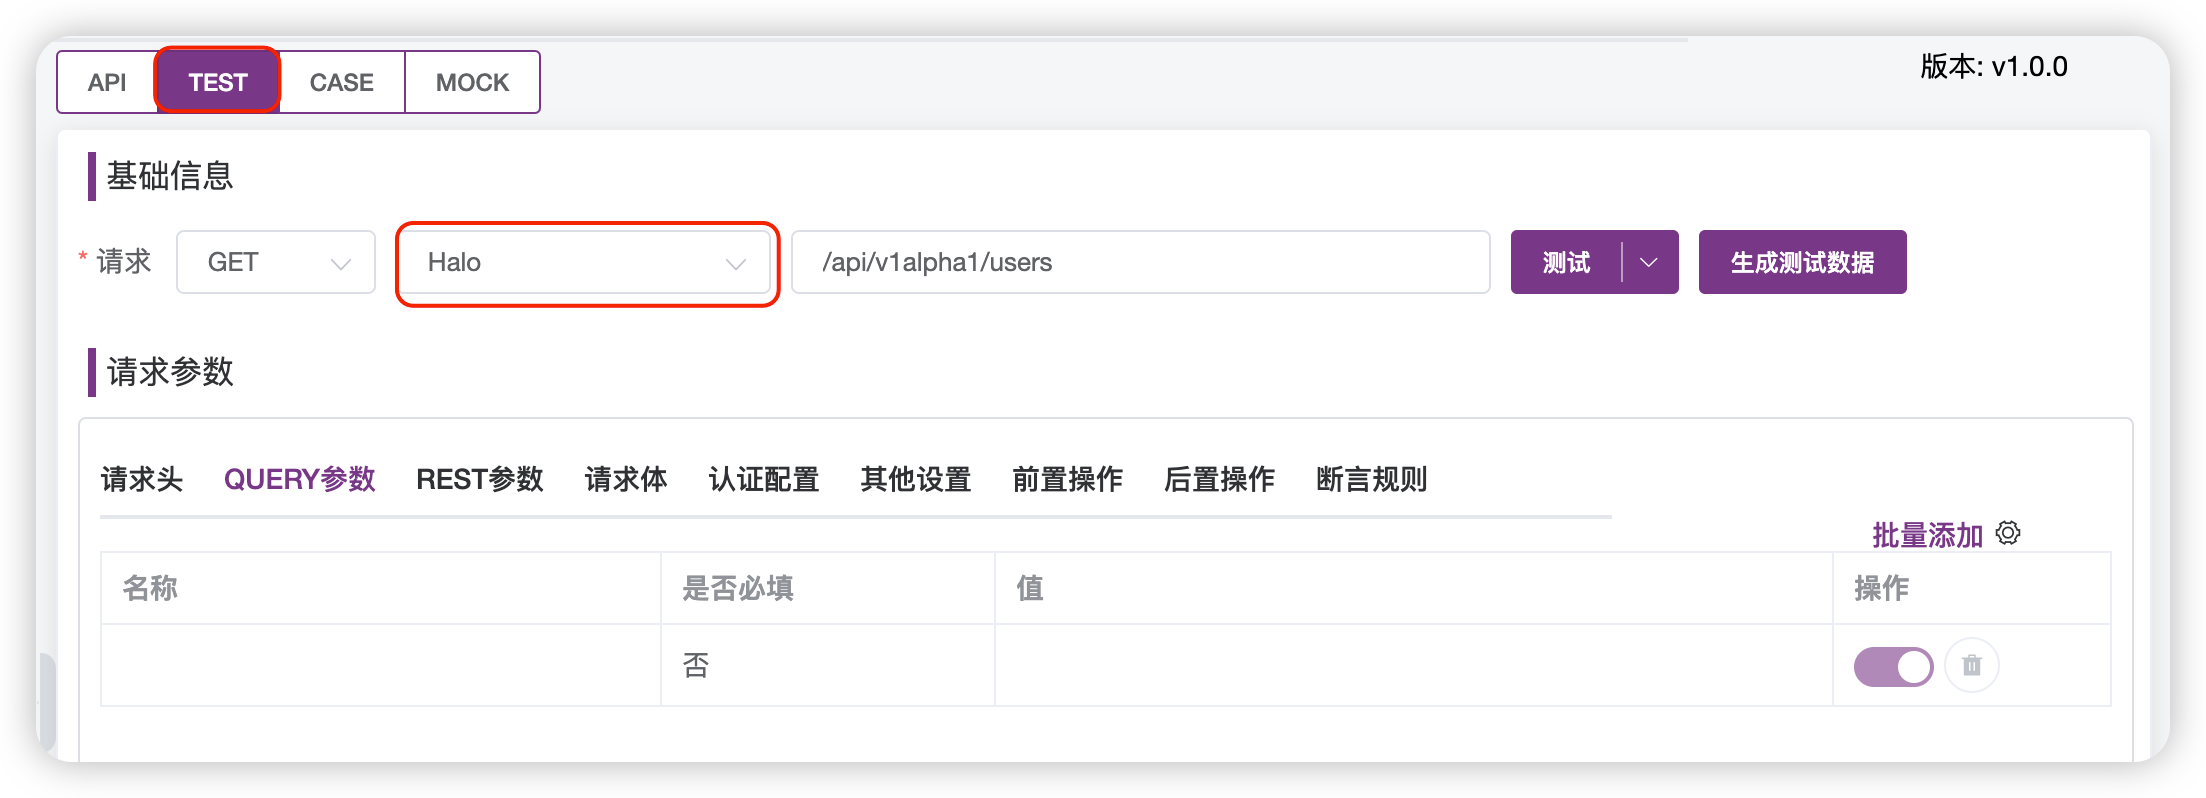 API TEST CASE MOCK 版本: v1.0.0
基础信息
* 请求 GET Halo /api/v1alpha1/users 测试 生成测试数据
请求参数
请求头 QUERY参数 REST参数 请求体 认证配置 其他设置 前置操作 后置操作 断言规则
批量添加
名称 是否必填 值 操作
否